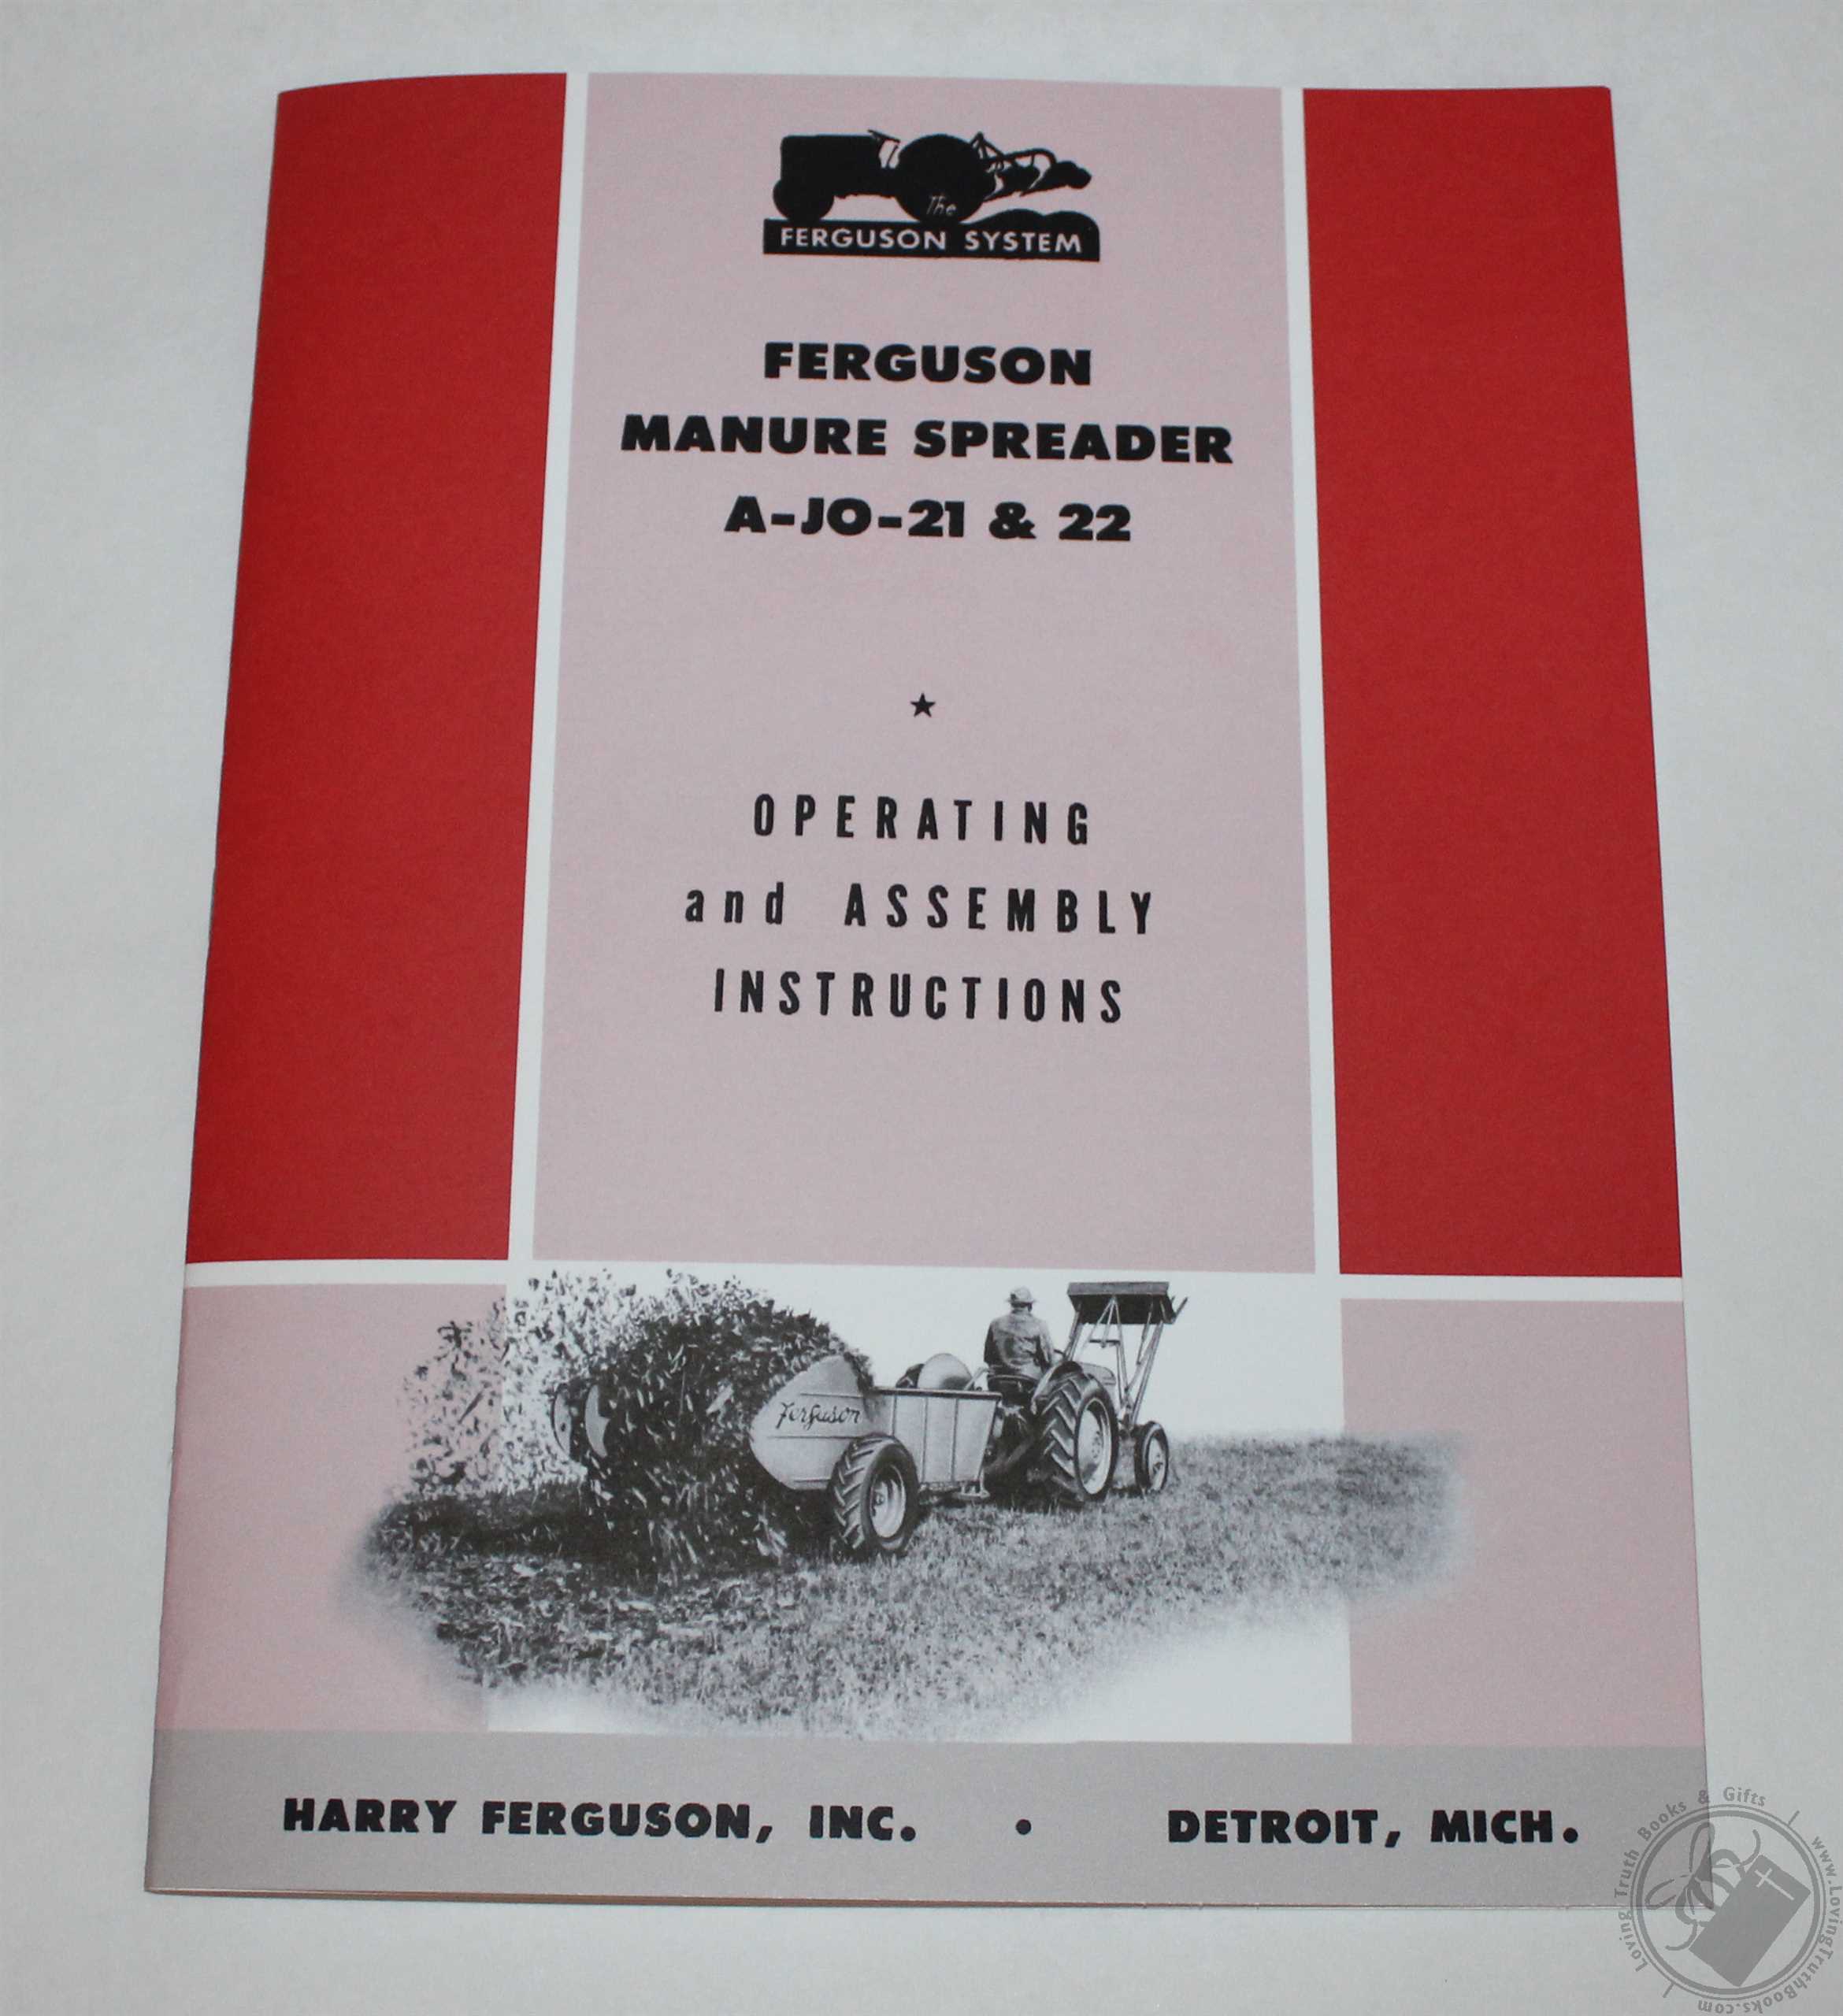 The
FERGUSON SYSTEM
FERGUSON
MANURE SPREADER
A-JO-21 & 22
★
OPERATING
and ASSEMBLY
INSTRUCTIONS
Ferguson
HARRY FERGUSON, INC. • DETROIT, MICH.
Loving Truth Books & Gifts
www.LovingTruthBooks.com